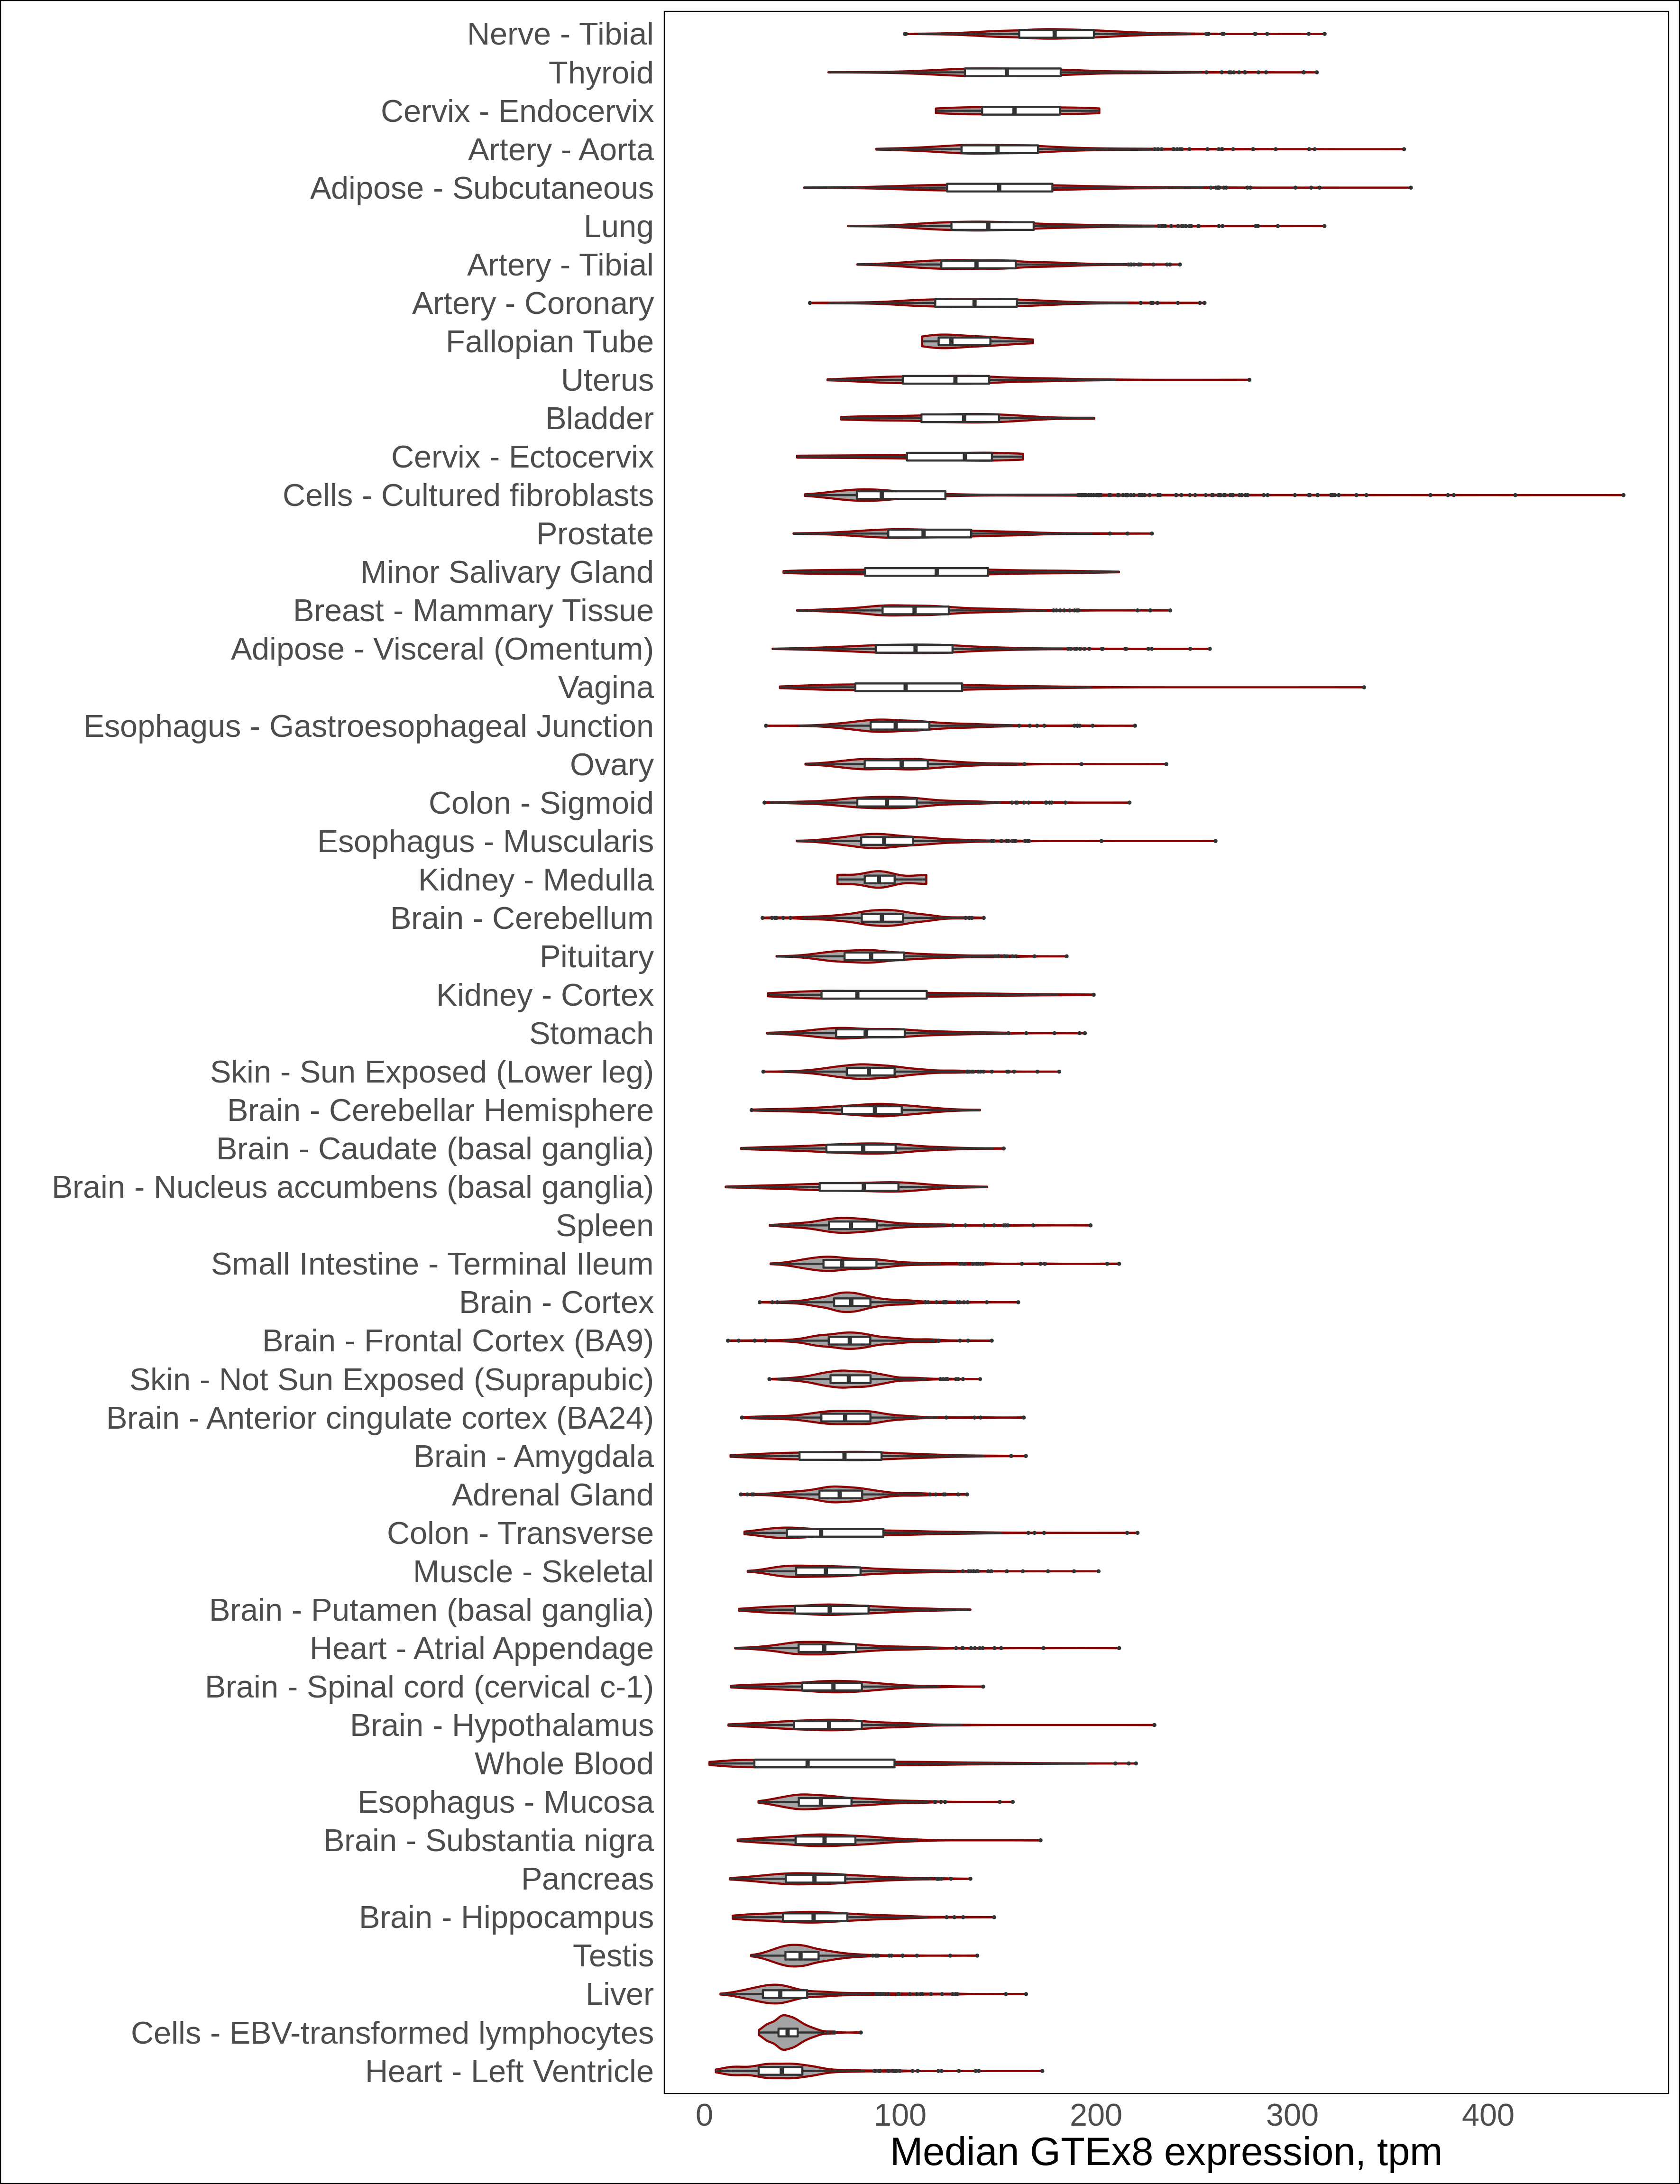 Nerve - Tibial
Thyroid
Cervix - Endocervix
Artery - Aorta
Adipose - Subcutaneous
Lung
Artery - Tibial
Artery - Coronary
Fallopian Tube
Uterus
Bladder
Cervix - Ectocervix
Cells - Cultured fibroblasts
Prostate
Minor Salivary Gland
Breast - Mammary Tissue
Adipose - Visceral (Omentum)
Vagina
Esophagus - Gastroesophageal Junction
Ovary
Colon - Sigmoid
Esophagus - Muscularis
Kidney - Medulla
Brain - Cerebellum
Pituitary
Kidney - Cortex
Stomach
Skin - Sun Exposed (Lower leg)
Brain - Cerebellar Hemisphere
Brain - Caudate (basal ganglia)
Brain - Nucleus accumbens (basal ganglia)
Spleen
Small Intestine - Terminal Ileum
Brain - Cortex
Brain - Frontal Cortex (BA9)
Skin - Not Sun Exposed (Suprapubic)
Brain - Anterior cingulate cortex (BA24)
Brain - Amygdala
Adrenal Gland
Colon - Transverse
Muscle - Skeletal
Brain - Putamen (basal ganglia)
Heart - Atrial Appendage
Brain - Spinal cord (cervical c-1)
Brain - Hypothalamus
Whole Blood
Esophagus - Mucosa
Brain - Substantia nigra
Pancreas
Brain - Hippocampus
Testis
Liver
Cells - EBV-transformed lymphocytes
Heart - Left Ventricle
0 100 200 300 400
Median GTEx8 expression, tpm